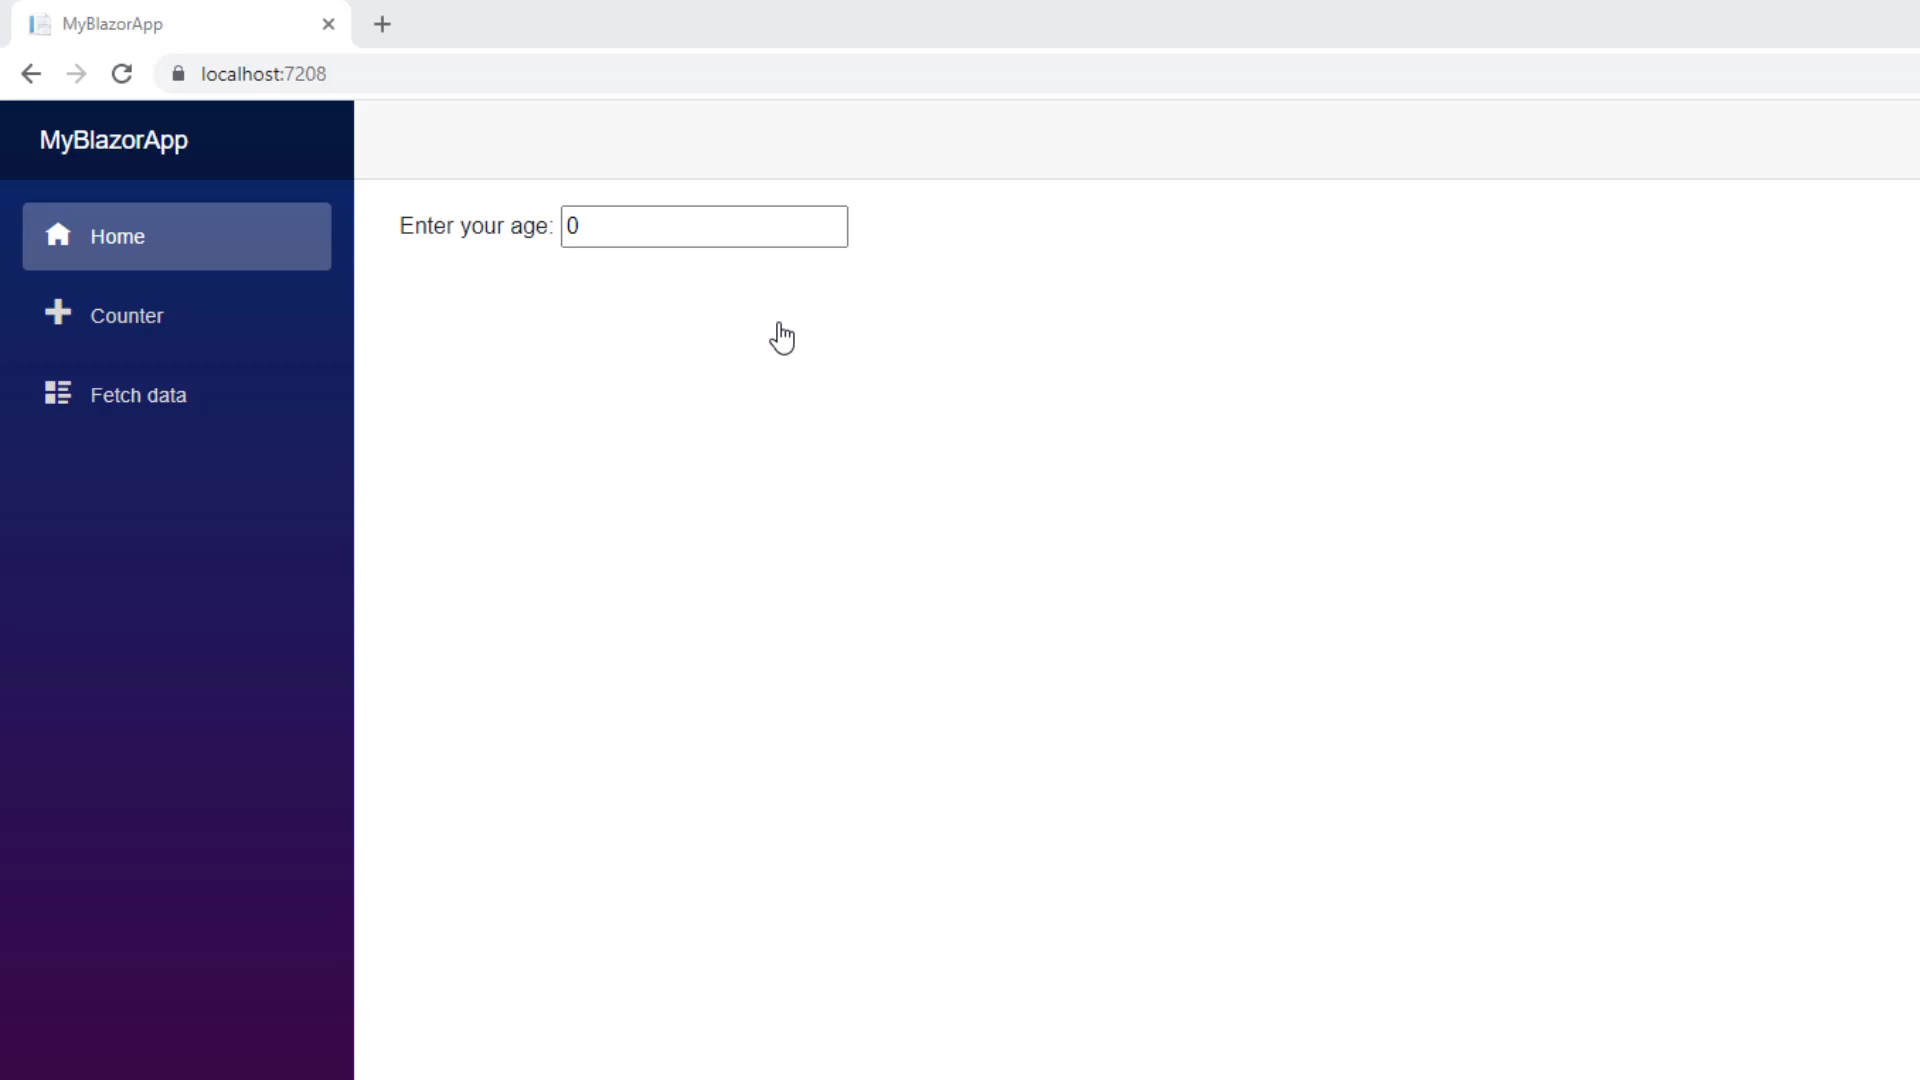 MyBlazorApp
localhost:7208
MyBlazorApp
Home
Counter
Fetch data
Enter your age: 0